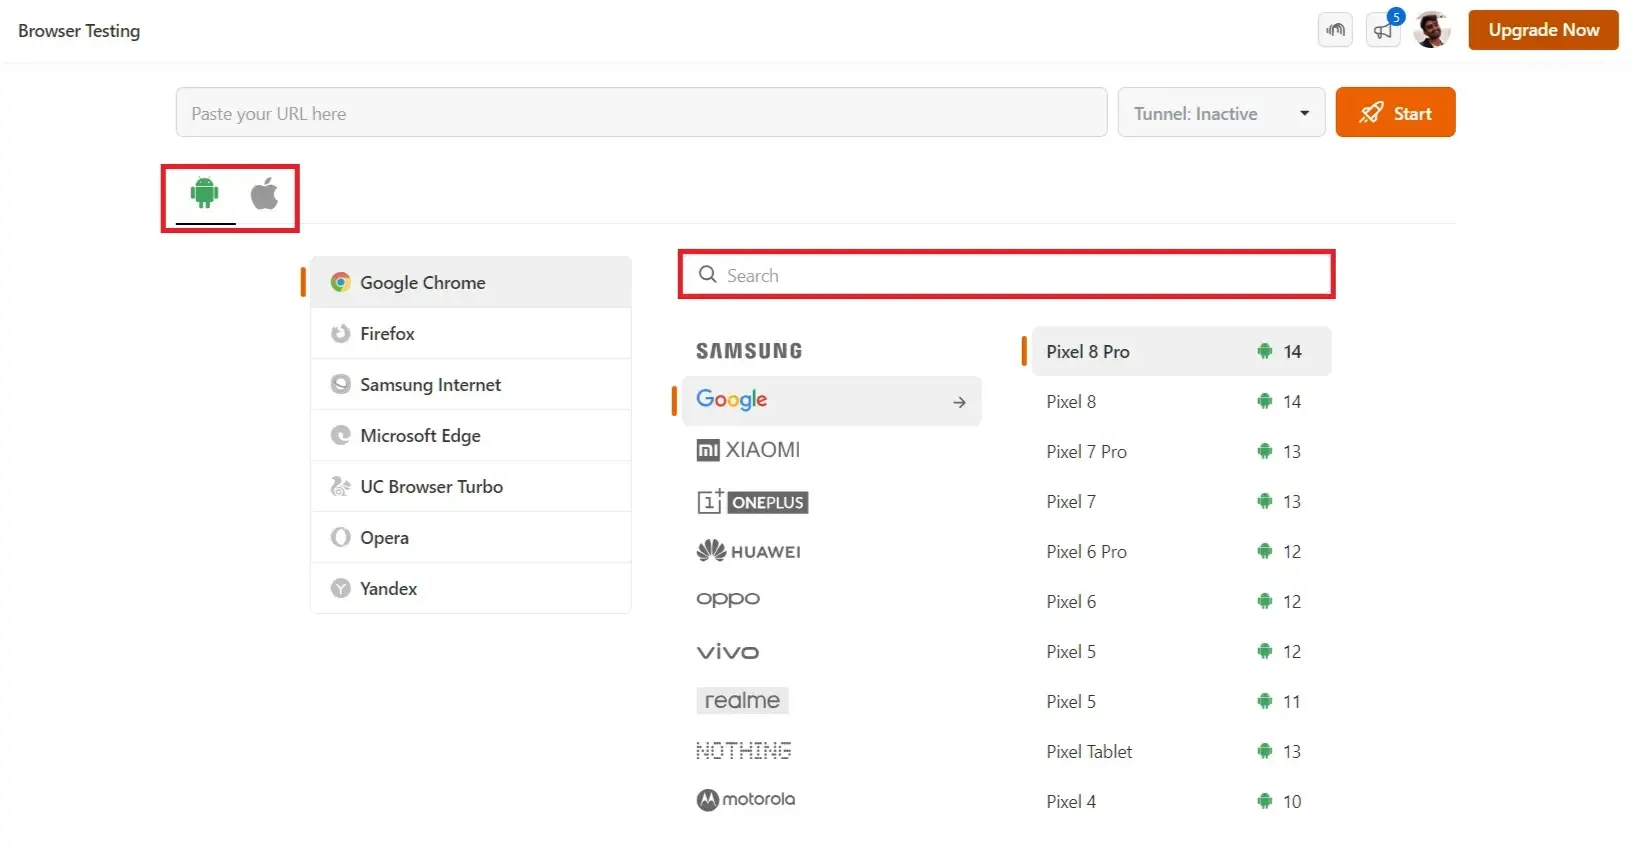 Browser Testing
5
Upgrade Now
Paste your URL here
Tunnel: Inactive
Start
Google Chrome
Firefox
Samsung Internet
Microsoft Edge
UC Browser Turbo
Opera
Yandex
Search
SAMSUNG
Google
mi XIAOMI
1+ ONEPLUS
HUAWEI
oppo
vivo
realme
NOTHING
motorola
Pixel 8 Pro 14
Pixel 8 14
Pixel 7 Pro 13
Pixel 7 13
Pixel 6 Pro 12
Pixel 6 12
Pixel 5 12
Pixel 5 11
Pixel Tablet 13
Pixel 4 10